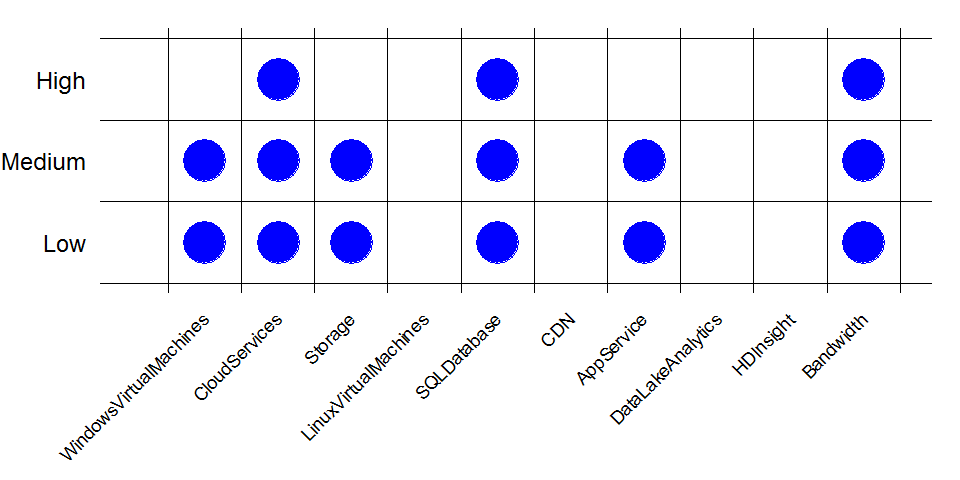 High
Medium
Low
WindowsVirtualMachines
CloudServices
Storage
LinuxVirtualMachines
SQLDatabase
CDN
AppService
DataLakeAnalytics
HDInsight
Bandwidth